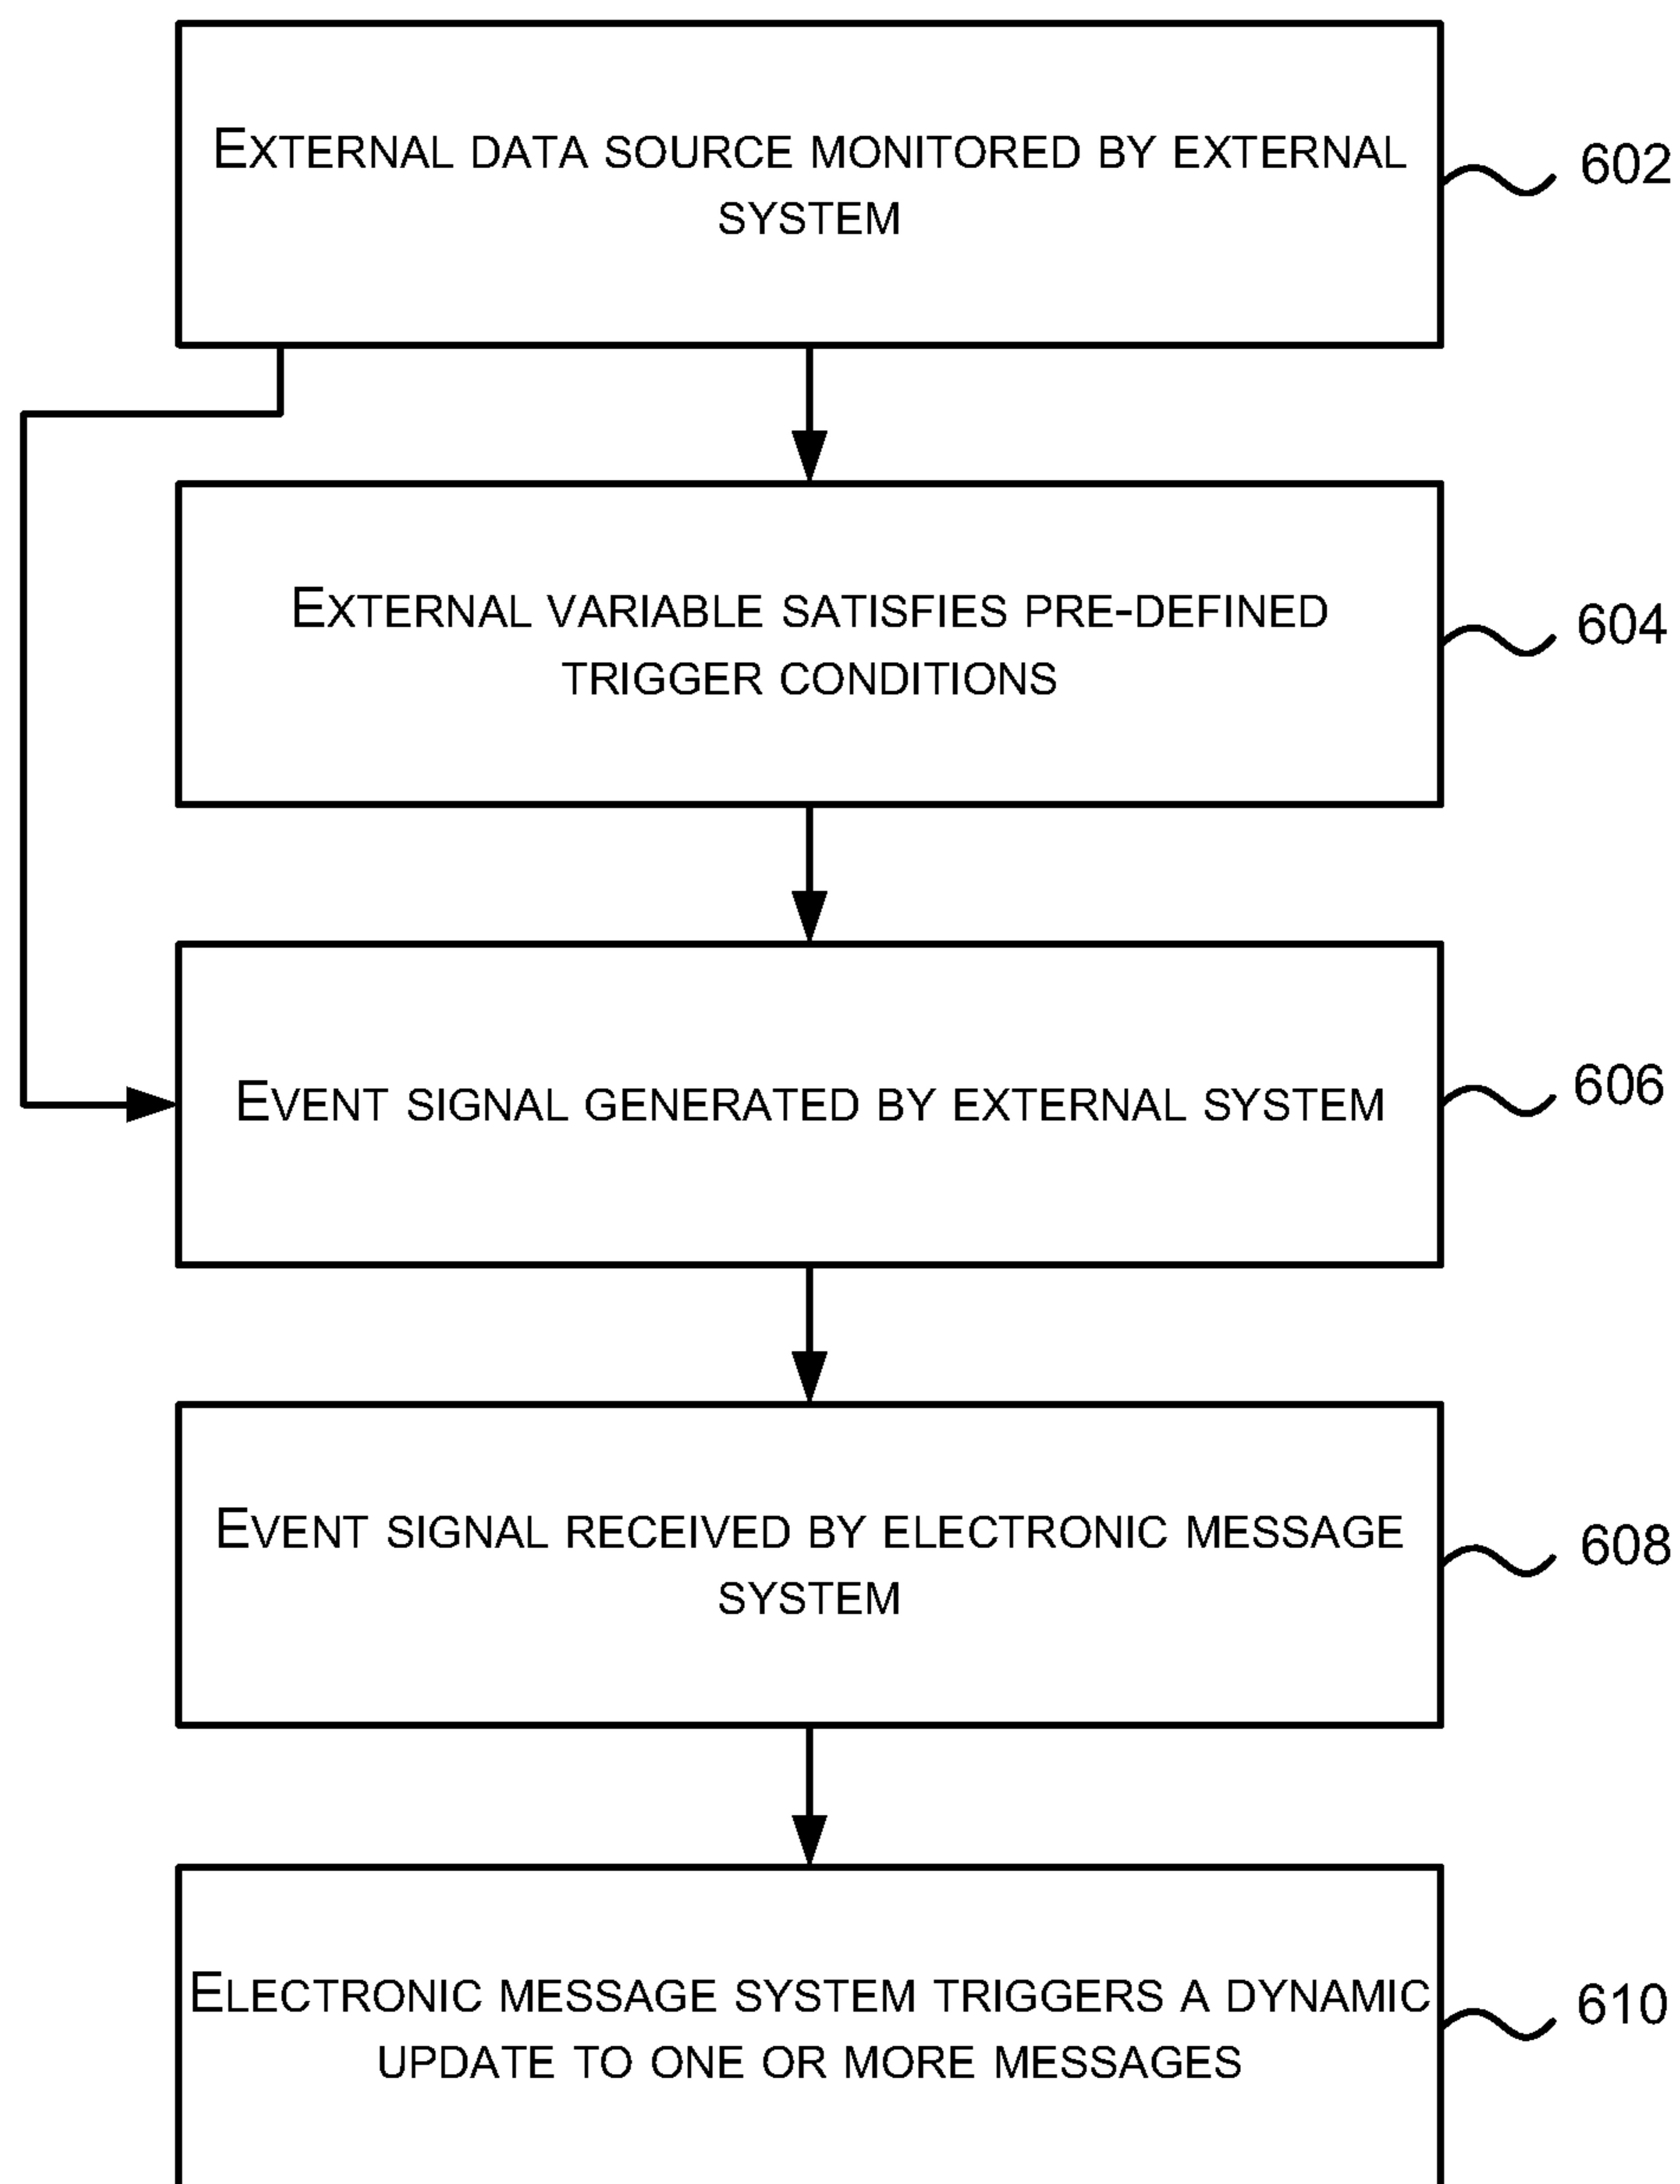 External data source monitored by external
system
602
External variable satisfies pre-defined
trigger conditions
604
Event signal generated by external system
606
Event signal received by electronic message
system
608
Electronic message system triggers a dynamic
update to one or more messages
610